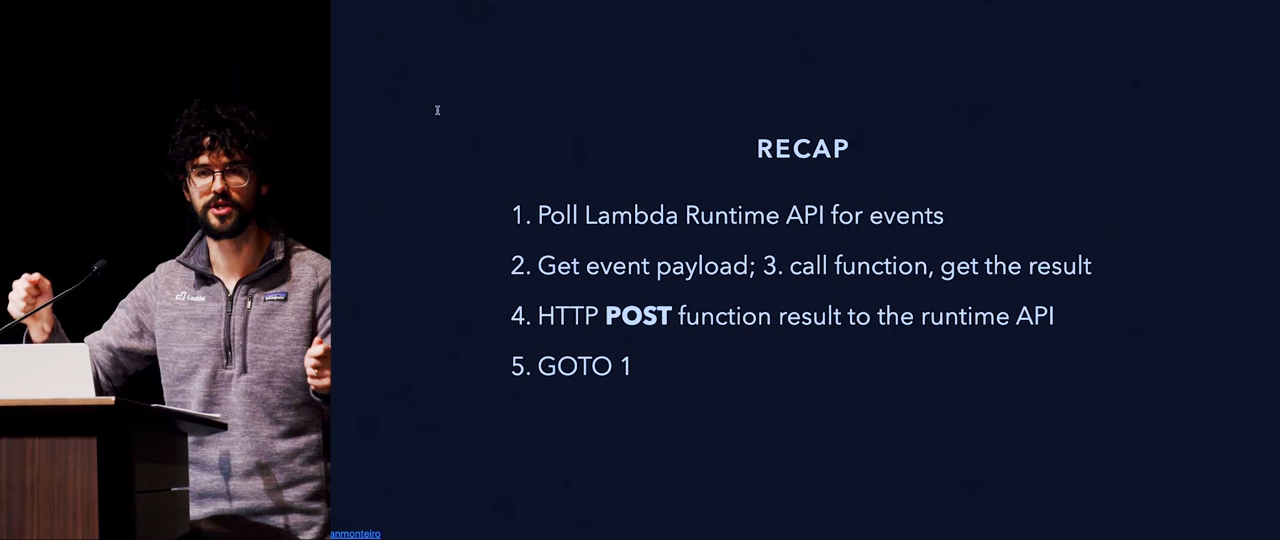 RECAP
1. Poll Lambda Runtime API for events
2. Get event payload; 3. call function, get the result
4. HTTP POST function result to the runtime API
5. GOTO 1
anmonteiro